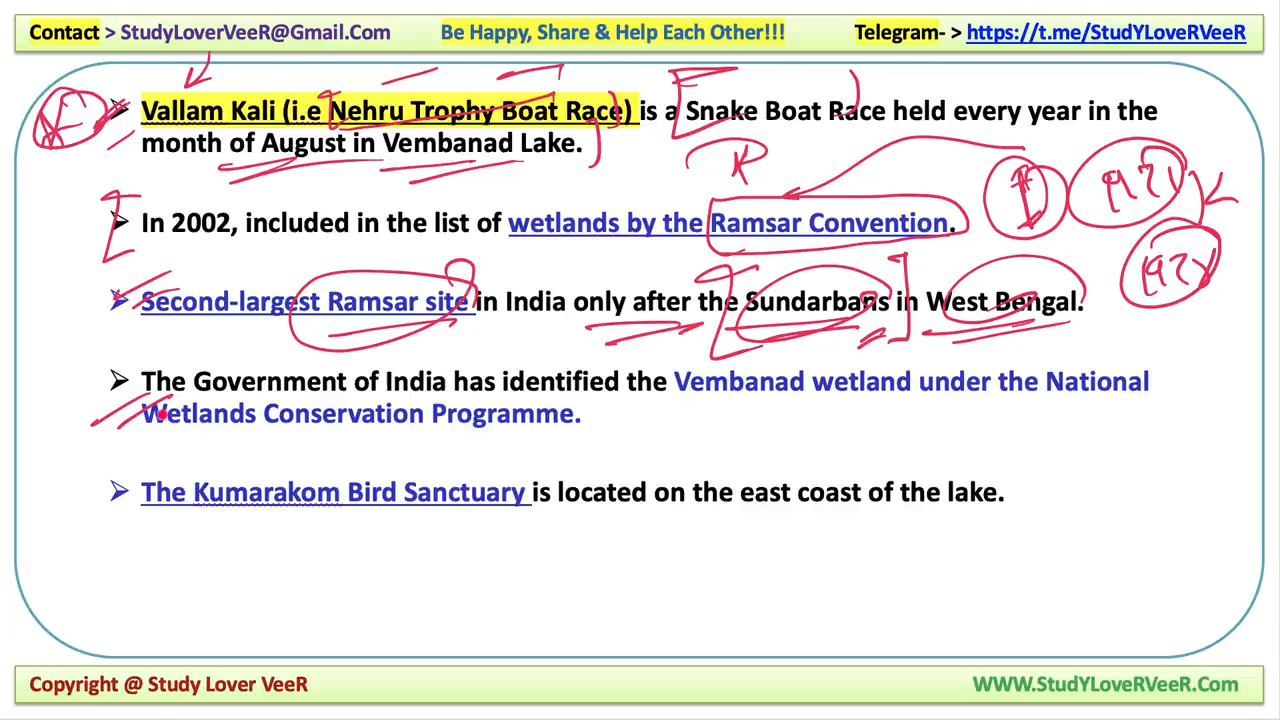 Contact > StudyLoverVeeR@Gmail.Com Be Happy, Share & Help Each Other!!! Telegram- > https://t.me/StudYLoverRVeeR
➢ Vallam Kali (i.e Nehru Trophy Boat Race) is a Snake Boat Race held every year in the
month of August in Vembanad Lake.
➢ In 2002, included in the list of wetlands by the Ramsar Convention.
➢ Second-largest Ramsar site in India only after the Sundarbans in West Bengal.
➢ The Government of India has identified the Vembanad wetland under the National
Wetlands Conservation Programme.
➢ The Kumarakom Bird Sanctuary is located on the east coast of the lake.
Copyright @ Study Lover VeeR WWW.StudYLoveRVeeR.Com